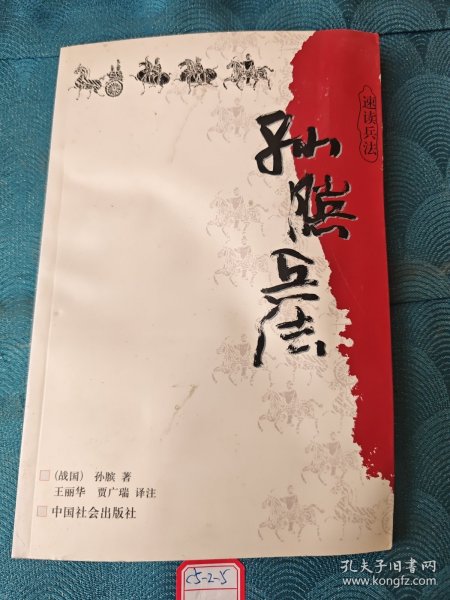 速读兵法
孙膑兵法
(战国) 孙膑 著
王丽华 贾广瑞 译注
中国社会出版社
C5-2-5
孔夫子旧书网
www.kongfz.com